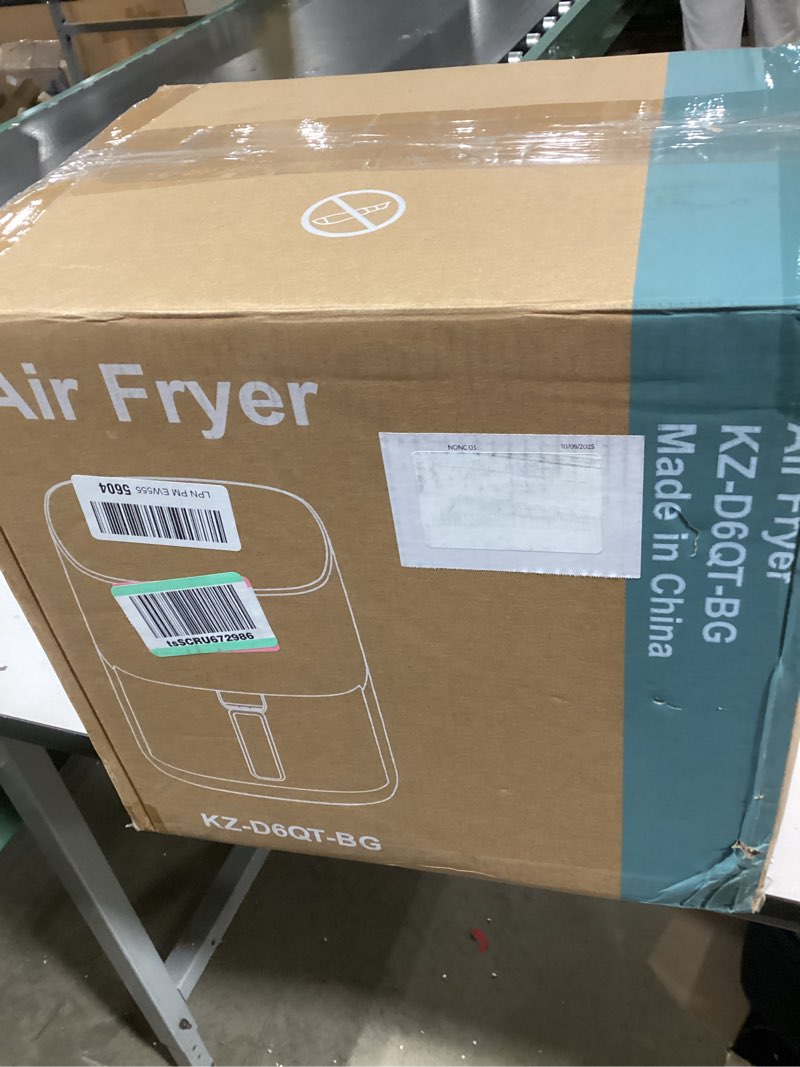 Air Fryer
LPN PM EW555 5604
tsSCRU672986
KZ-D6QT-BG
NONC 03
10/09/2025
Air Fryer
KZ-D6QT-BG
Made in China